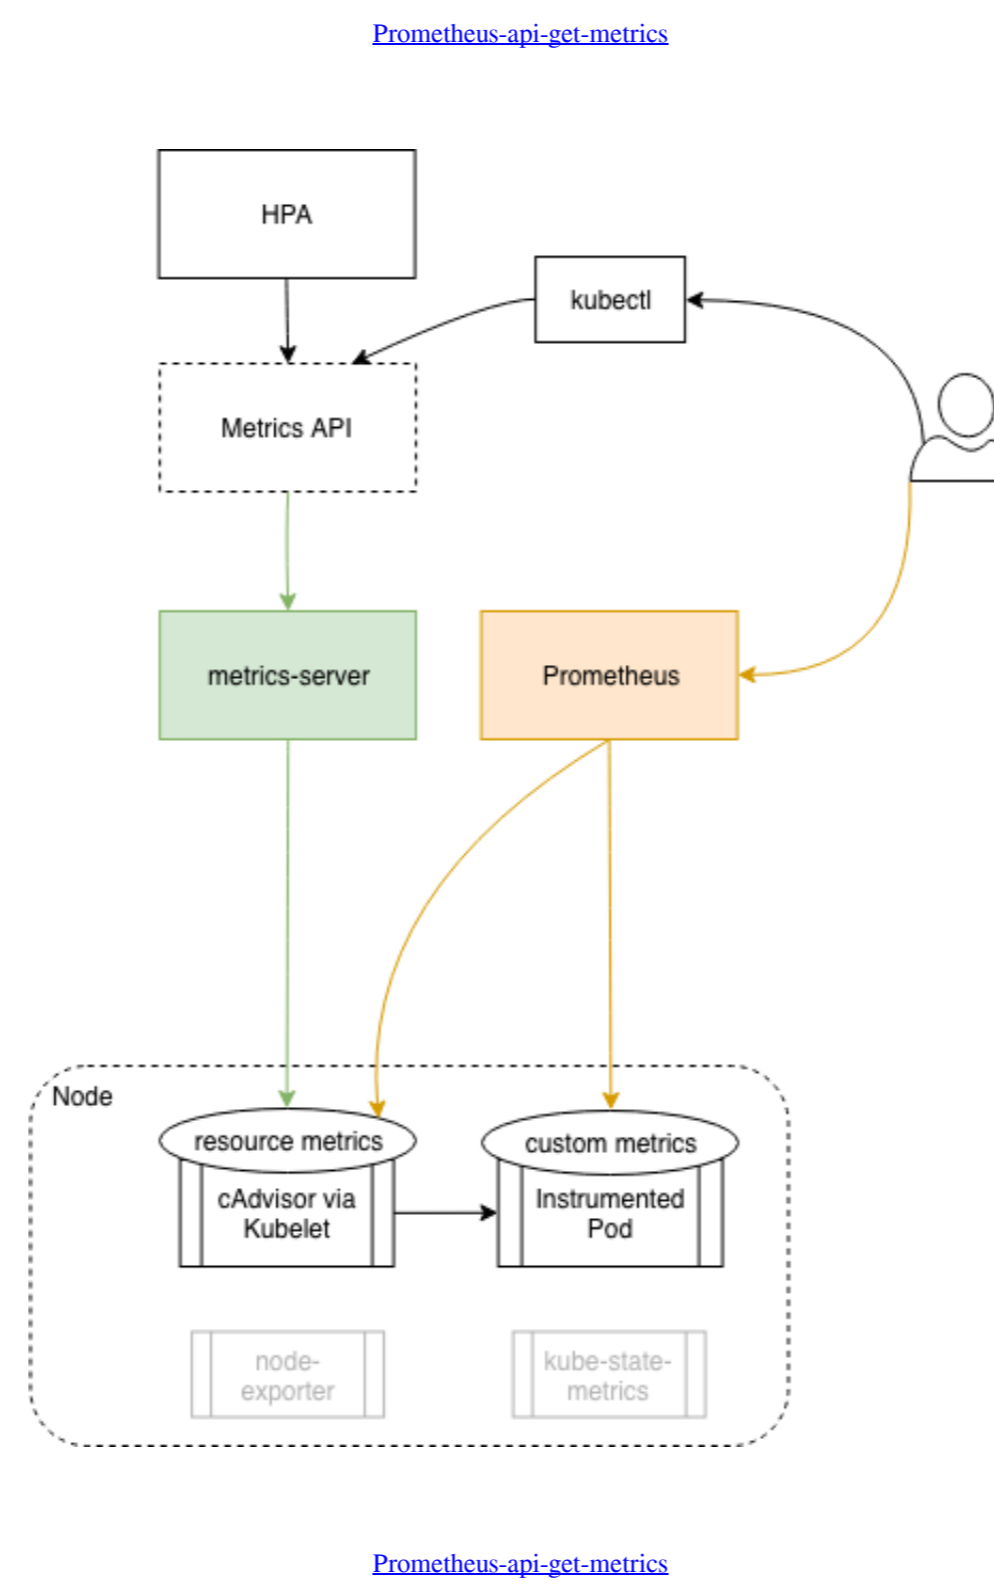 Prometheus-api-get-metrics
HPA
kubectl
Metrics API
metrics-server
Prometheus
Node
resource metrics
custom metrics
cAdvisor via
Kubelet
Instrumented
Pod
node-
exporter
kube-state-
metrics
Prometheus-api-get-metrics